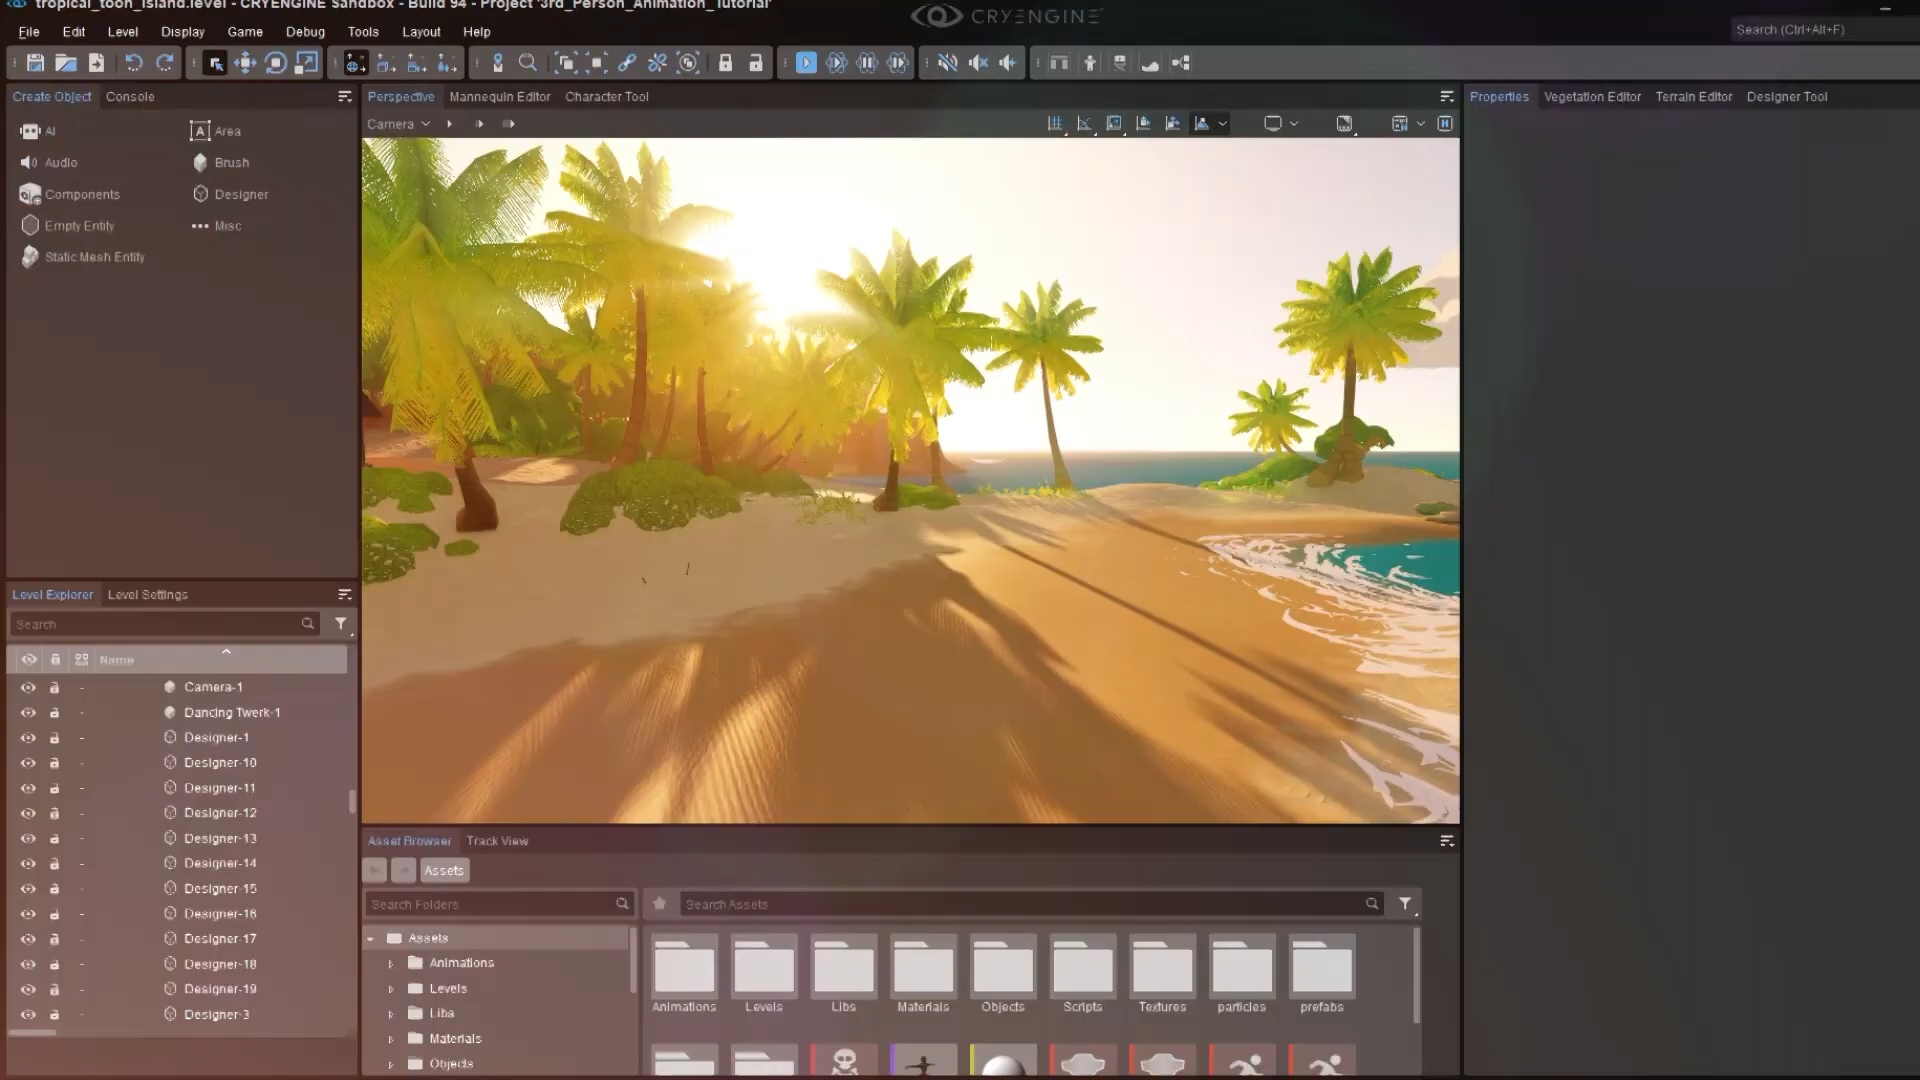 tropical_toon_island.level - CRYENGINE Sandbox - Build 94 - Project '3rd_Person_Animation_Tutorial'
CRYENGINE
Search (Ctrl+Alt+F)
File Edit Level Display Game Debug Tools Layout Help
Create Object Console
Perspective Mannequin Editor Character Tool
Properties Vegetation Editor Terrain Editor Designer Tool
Camera
AI
A Area
Audio
Brush
Components
Designer
Empty Entity
Misc
Static Mesh Entity
Level Explorer Level Settings
Search
Name
Camera-1
Dancing Twerk-1
Designer-1
Designer-10
Designer-11
Designer-12
Designer-13
Designer-14
Designer-15
Designer-16
Designer-17
Designer-18
Designer-19
Designer-3
Asset Browser Track View
Assets
Search Folders
Search Assets
Assets
Animations
Levels
Libs
Materials
Objects
Animations Levels Libs Materials Objects Scripts Textures particles prefabs